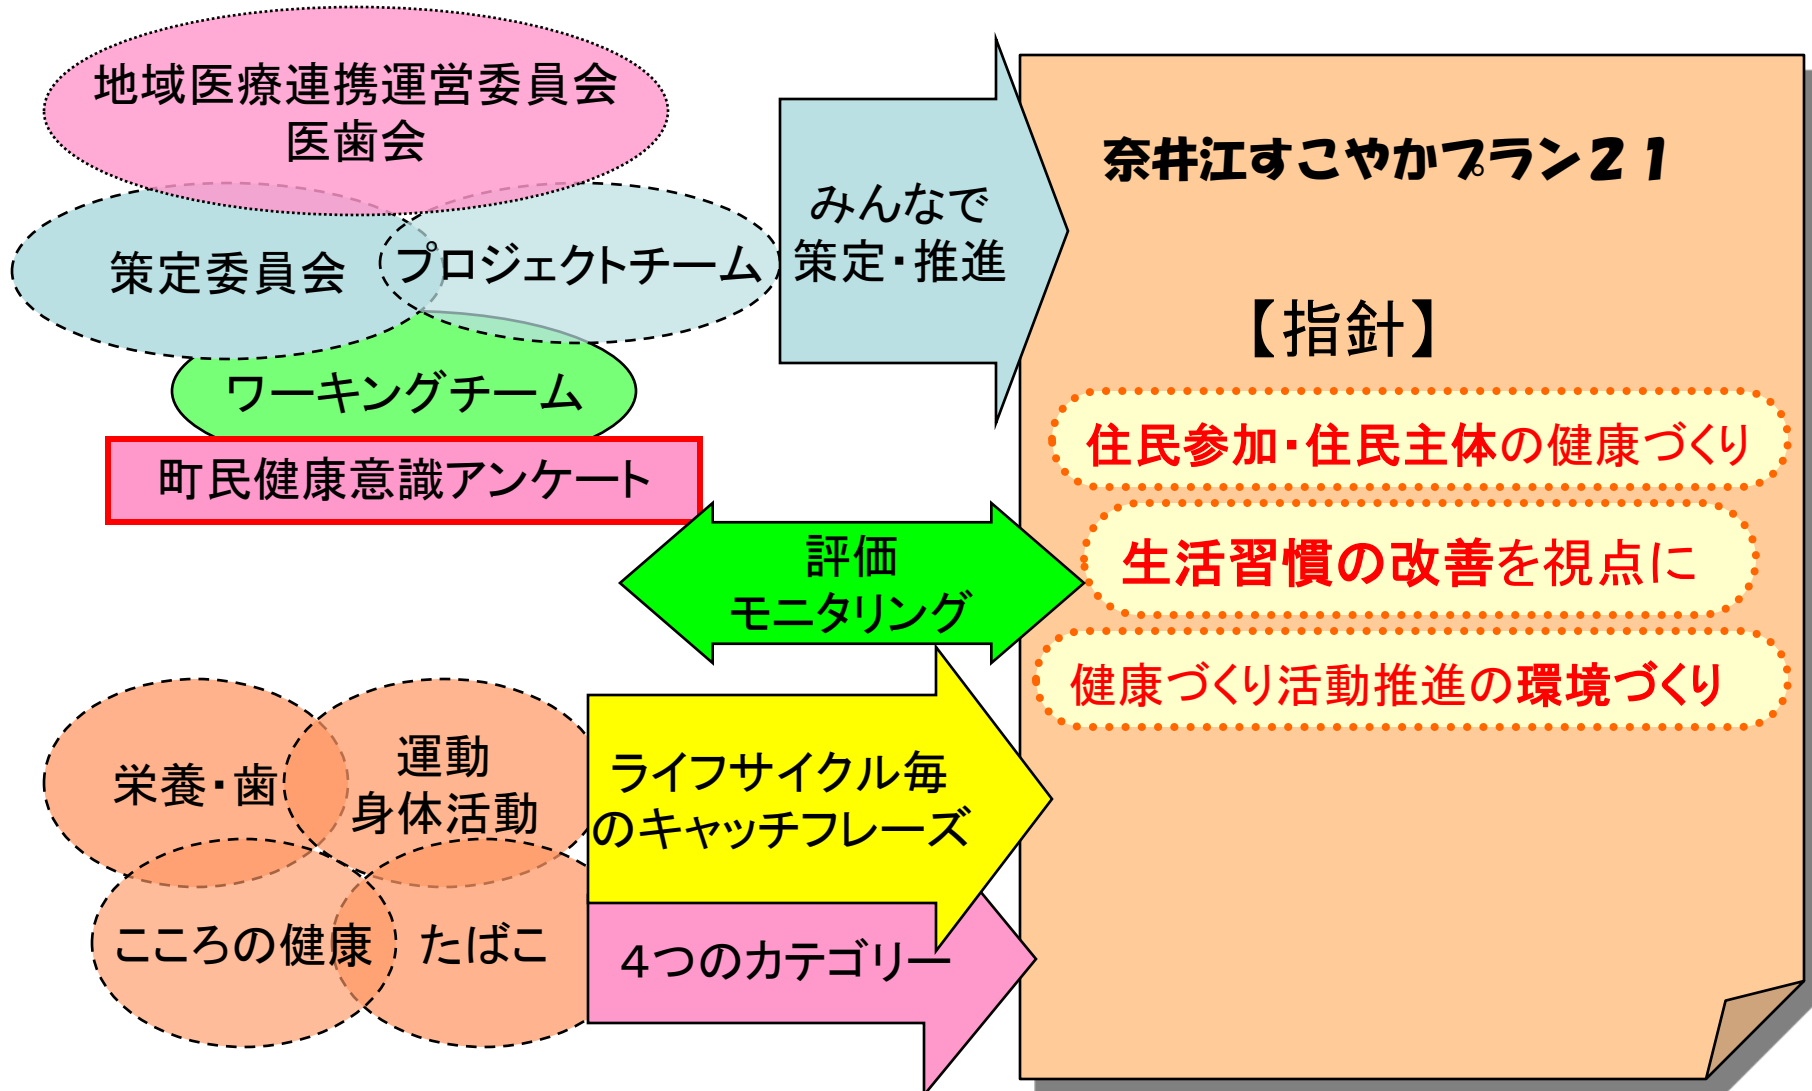 地域医療連携運営委員会
医歯会
策定委員会
プロジェクトチーム
ワーキングチーム
町民健康意識アンケート
みんなで
策定・推進
評価
モニタリング
栄養・歯
運動
身体活動
こころの健康
たばこ
ライフサイクル毎
のキャッチフレーズ
４つのカテゴリー
奈井江すこやかプラン２１
【指針】
住民参加・住民主体の健康づくり
生活習慣の改善を視点に
健康づくり活動推進の環境づくり